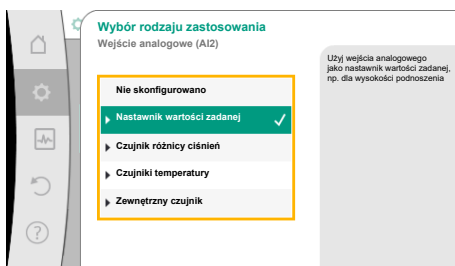 Wybór rodzaju zastosowania
Wejście analogowe (AI2)
Użyj wejścia analogowego
jako nastawnik wartości zadanej,
np. dla wysokości podnoszenia
Nie skonfigurowano
Nastawnik wartości zadanej
Czujnik różnicy ciśnień
Czujniki temperatury
Zewnętrzny czujnik
?